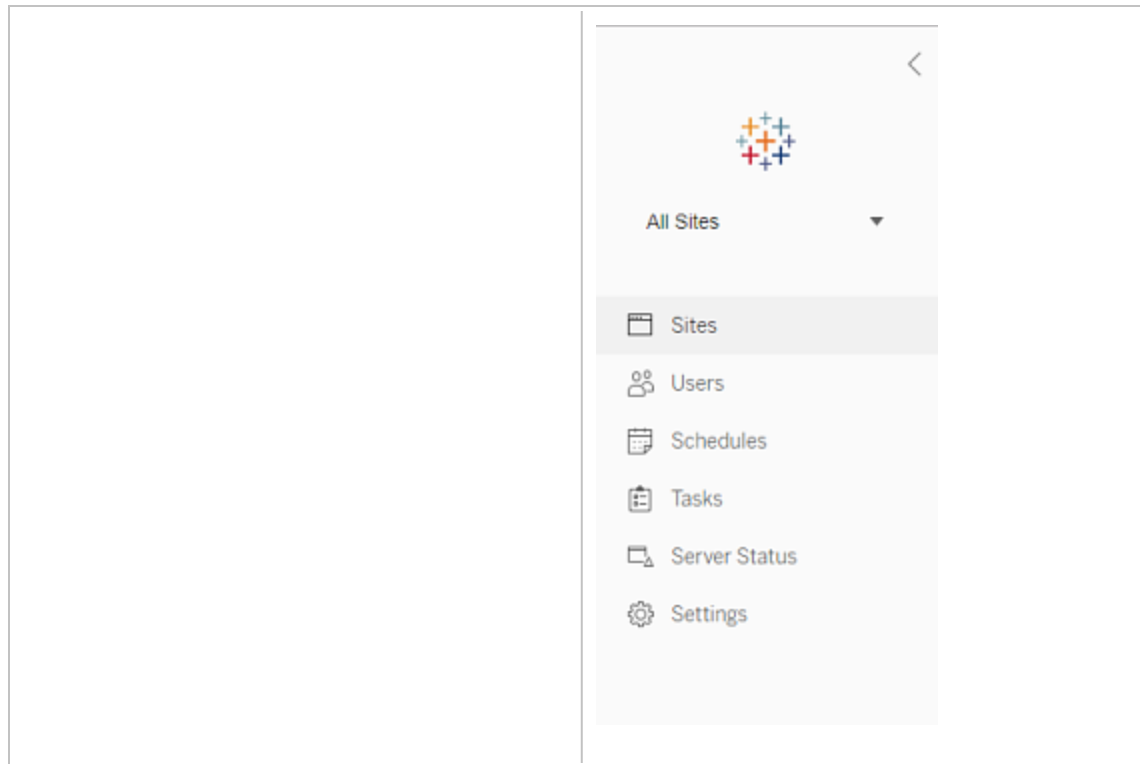 All Sites
Sites
Users
Schedules
Tasks
Server Status
Settings